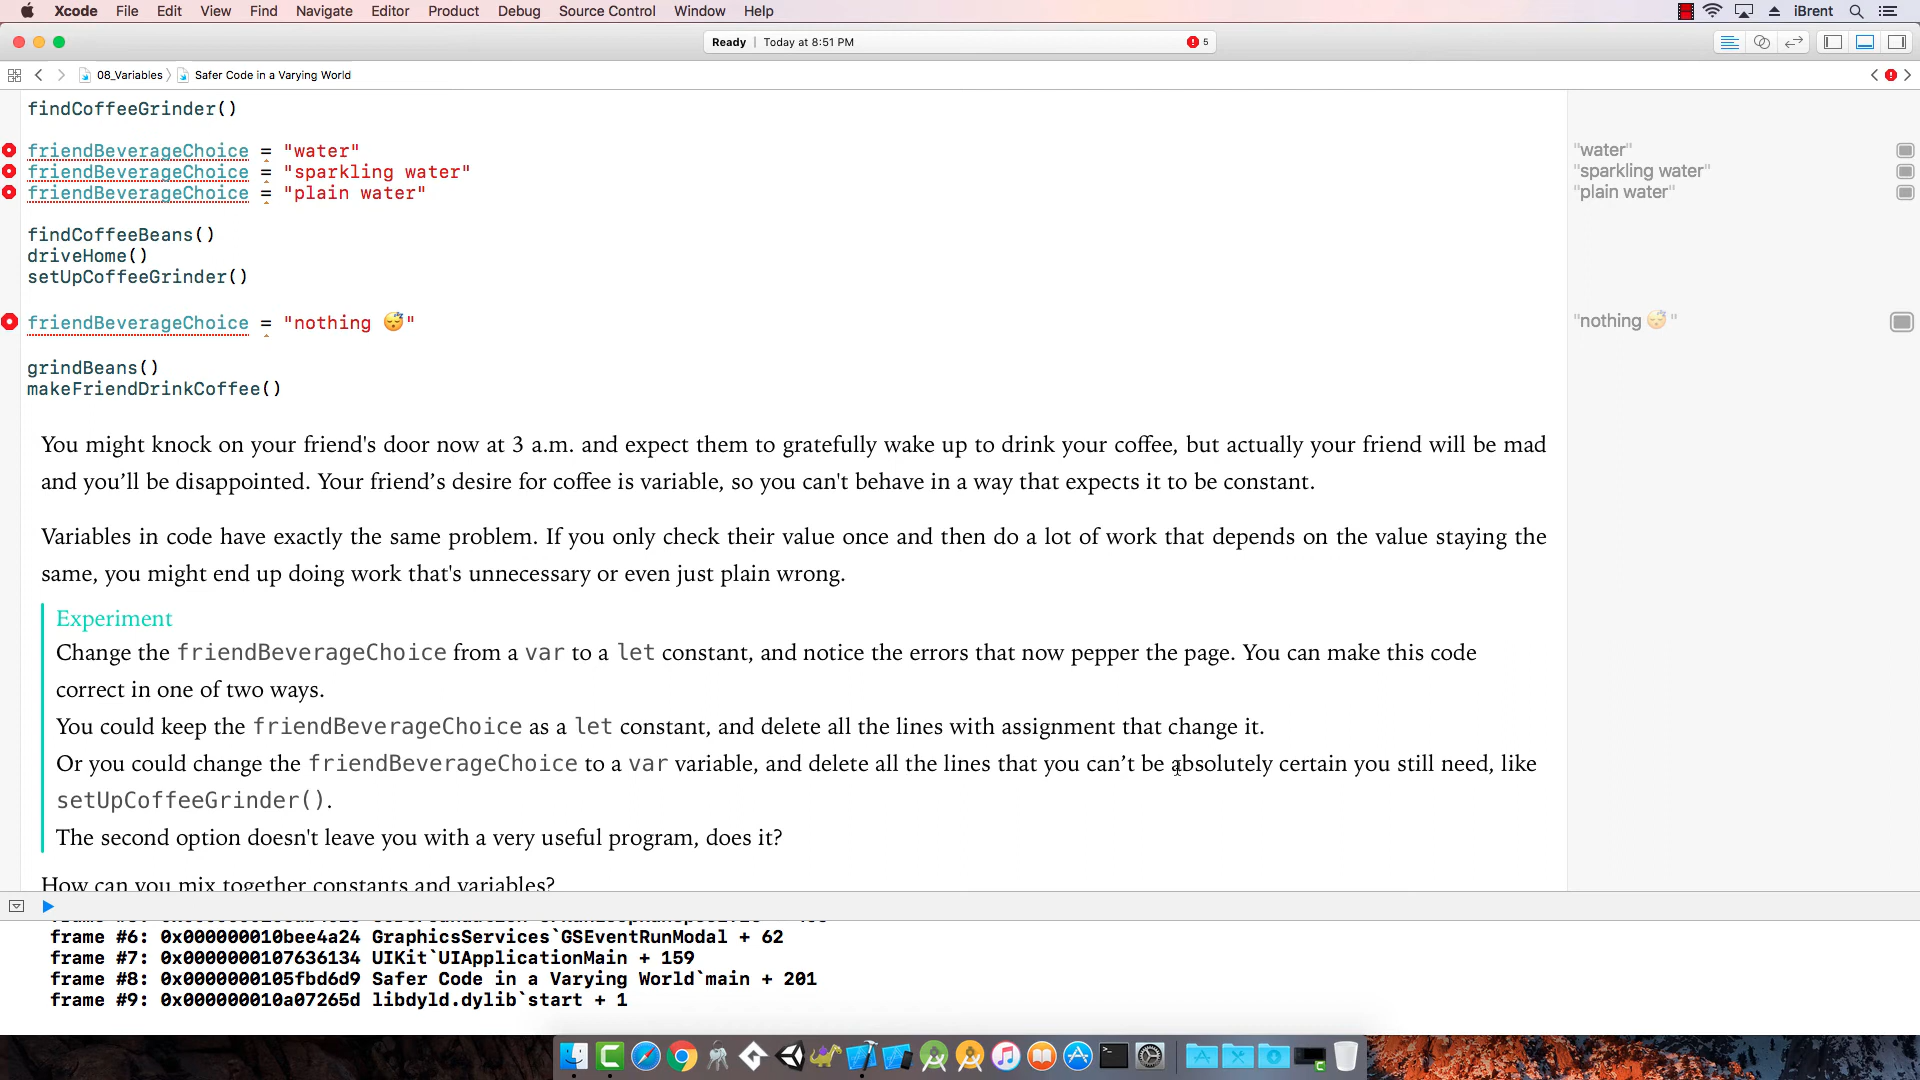 Xcode File Edit View Find Navigate Editor Product Debug Source Control Window Help iBrent
Ready | Today at 8:51 PM 5
08_Variables Safer Code in a Varying World
findCoffeeGrinder()
friendBeverageChoice = "water"
"water"
friendBeverageChoice = "sparkling water"
"sparkling water"
friendBeverageChoice = "plain water"
"plain water"
findCoffeeBeans()
driveHome()
setUpCoffeeGrinder()
friendBeverageChoice = "nothing 😴"
"nothing 😴"
grindBeans()
makeFriendDrinkCoffee()
You might knock on your friend's door now at 3 a.m. and expect them to gratefully wake up to drink your coffee, but actually your friend will be mad
and you’ll be disappointed. Your friend’s desire for coffee is variable, so you can't behave in a way that expects it to be constant.
Variables in code have exactly the same problem. If you only check their value once and then do a lot of work that depends on the value staying the
same, you might end up doing work that's unnecessary or even just plain wrong.
Experiment
Change the friendBeverageChoice from a var to a let constant, and notice the errors that now pepper the page. You can make this code
correct in one of two ways.
You could keep the friendBeverageChoice as a let constant, and delete all the lines with assignment that change it.
Or you could change the friendBeverageChoice to a var variable, and delete all the lines that you can’t be absolutely certain you still need, like
setUpCoffeeGrinder().
The second option doesn't leave you with a very useful program, does it?
How can you mix together constants and variables?
frame #6: 0x000000010bee4a24 GraphicsServices`GSEventRunModal + 62
frame #7: 0x0000000107636134 UIKit`UIApplicationMain + 159
frame #8: 0x0000000105fbd6d9 Safer Code in a Varying World`main + 201
frame #9: 0x000000010a07265d libdyld.dylib`start + 1